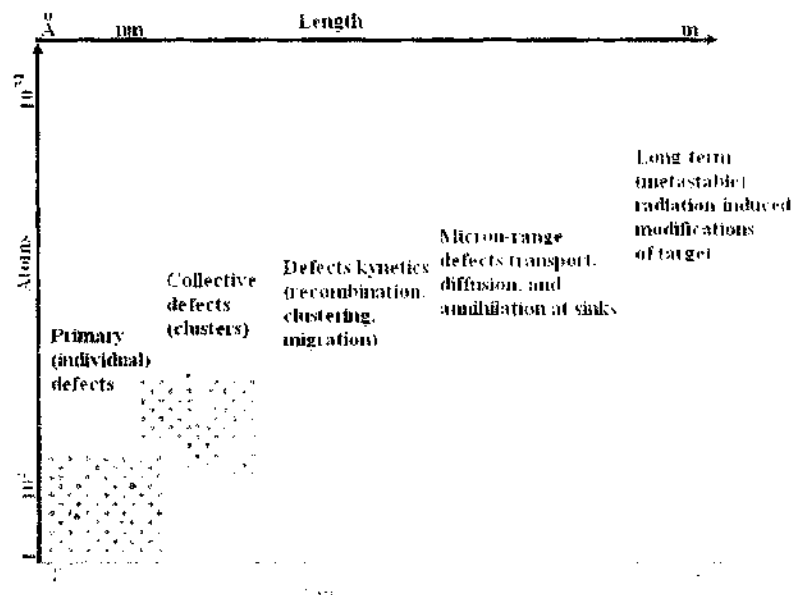 Length
Å nm m
10
Atoms
10
1
Primary
(individual)
defects
Collective
defects
(clusters)
Defects kynetics
(recombination,
clustering,
migration)
Micron-range
defects transport,
diffusion, and
annihilation at sinks
Long term
(metastable)
radiation induced
modifications
of target